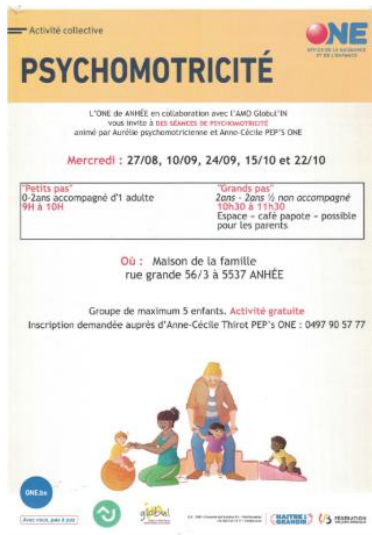 Activité collective
ONE
OFFICE DE LA NAISSANCE
ET DE L'ENFANCE
PSYCHOMOTRICITÉ
L'ONE de ANHÉE en collaboration avec l'AMO Globul'IN
vous invite à DES SÉANCES DE PSYCHOMOTRICITÉ
animé par Aurélie psychomotricienne et Anne-Cécile PEP'S ONE
Mercredi : 27/08, 10/09, 24/09, 15/10 et 22/10
"Petits pas"
0-2ans accompagné d'1 adulte
9H à 10H
"Grands pas"
2ans - 2ans ½ non accompagné
10h30 à 11h30
Espace « café papote » possible
pour les parents
Où : Maison de la famille
rue grande 56/3 à 5537 ANHÉE
Groupe de maximum 5 enfants. Activité gratuite
Inscription demandée auprès d'Anne-Cécile Thirot PEP's ONE : 0497 90 57 77
ONE.be
Avec vous, pas à pas
NAITRE &
GRANDIR
FÉDÉRATION